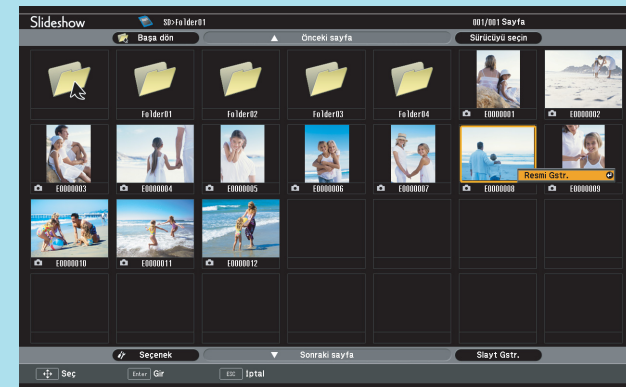 Slideshow SD>Folder01 001/001 Sayfa
Başa dön Önceki sayfa Sürücüyü seçin
Folder01 Folder02 Folder03 Folder04 E0000001 E0000002
E0000003 E0000004 E0000005 E0000006 E0000007 E0000008 E0000009
Resmi Gstr.
E0000010 E0000011 E0000012
Seçenek Sonraki sayfa Slayt Gstr.
Seç Enter Gir ESC İptal